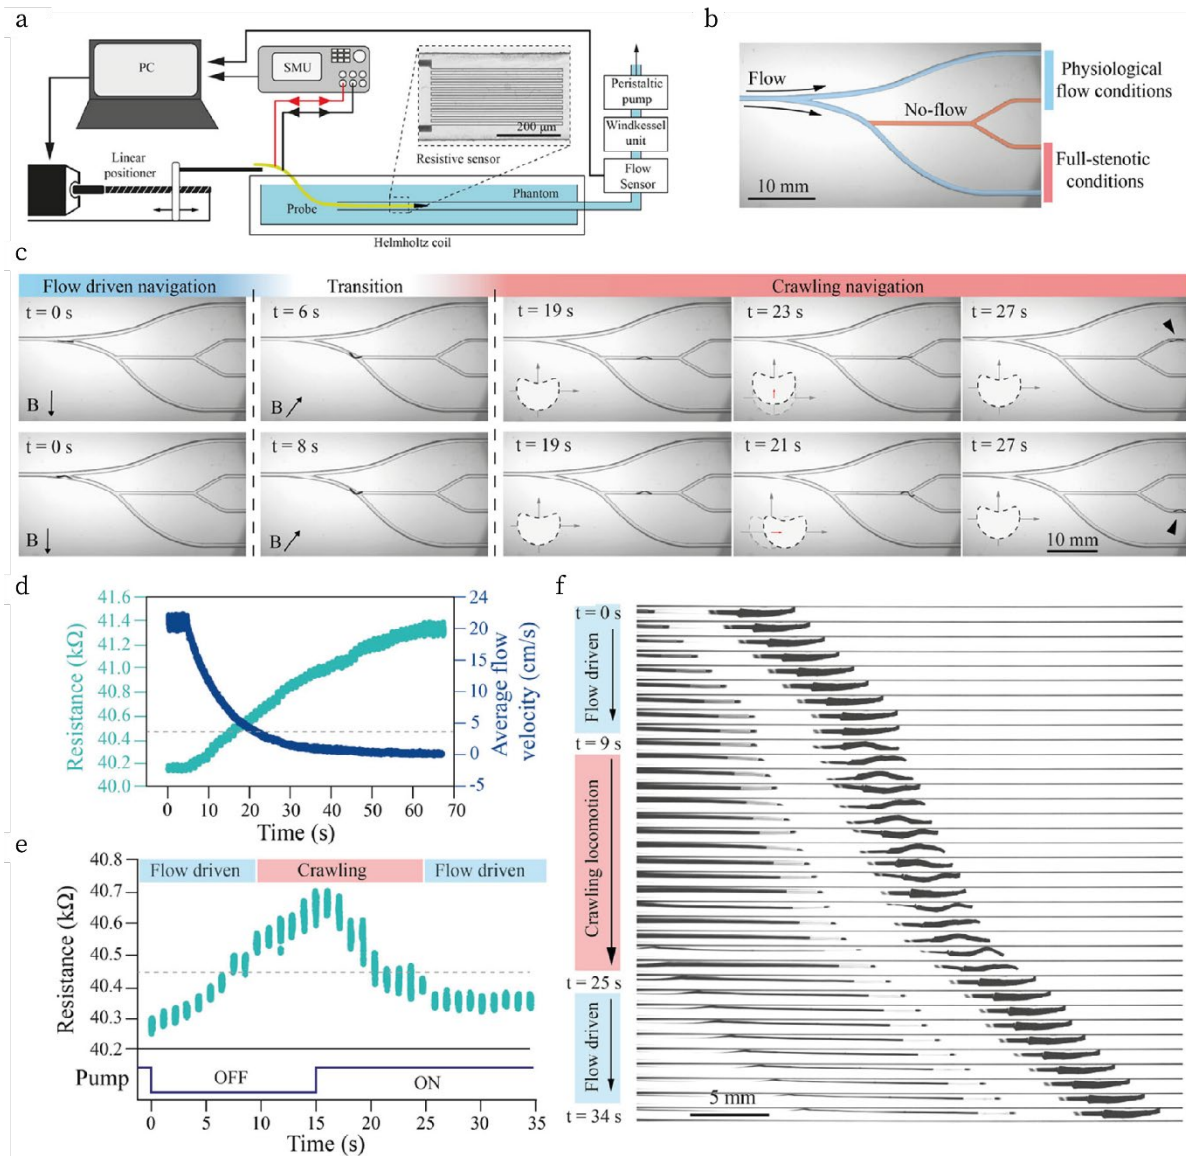 a
PC
SMU
Linear
positioner
200 µm
Resistive sensor
Peristaltic
pump
Windkessel
unit
Flow
Sensor
Phantom
Probe
Helmholtz coil
b
Flow
No-flow
10 mm
Physiological
flow conditions
Full-stenotic
conditions
c
Flow driven navigation
Transition
Crawling navigation
t = 0 s
t = 6 s
t = 19 s
t = 23 s
t = 27 s
B
B
t = 0 s
t = 8 s
t = 19 s
t = 21 s
t = 27 s
B
B
10 mm
d
Resistance (kΩ)
41.6
41.4
41.2
41.0
40.8
40.6
40.4
40.2
40.0
24
20
15
10
5
0
-5
Average flow
velocity (cm/s)
0 10 20 30 40 50 60 70
Time (s)
e
Resistance (kΩ)
40.8
40.7
40.6
40.5
40.4
40.3
40.2
Flow driven
Crawling
Flow driven
Pump
OFF
ON
0 5 10 15 20 25 30 35
Time (s)
f
t = 0 s
Flow driven
t = 9 s
Crawling locomotion
t = 25 s
Flow driven
t = 34 s
5 mm